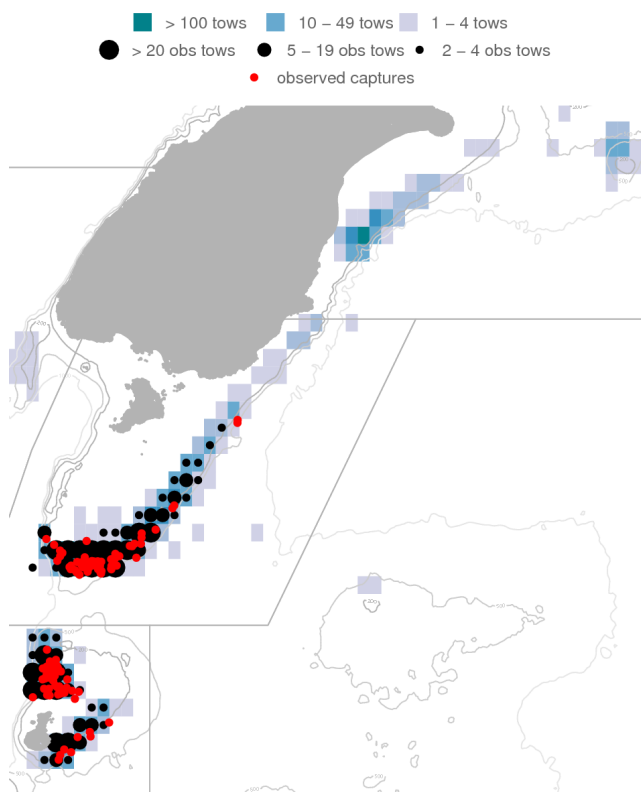 > 100 tows 10 − 49 tows 1 − 4 tows
> 20 obs tows 5 − 19 obs tows 2 − 4 obs tows
observed captures